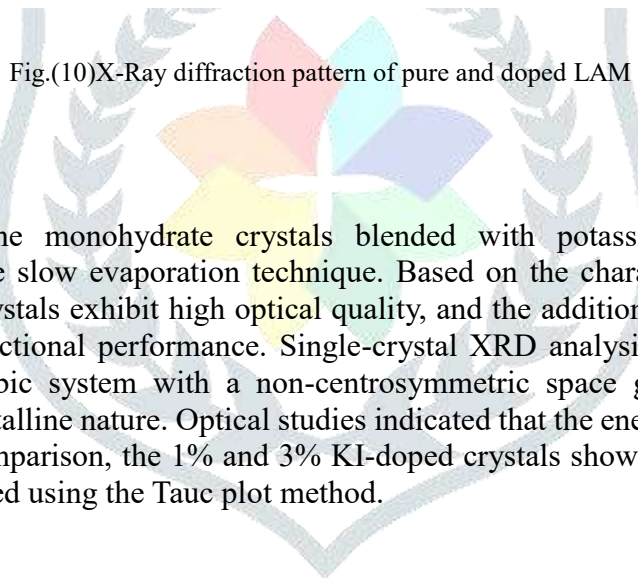 Fig.(10)X-Ray diffraction pattern of pure and doped LAM
ne monohydrate crystals blended with potass
e slow evaporation technique. Based on the chara
ystals exhibit high optical quality, and the addition
ctional performance. Single-crystal XRD analysi
bic system with a non-centrosymmetric space g
talline nature. Optical studies indicated that the ene
mparison, the 1% and 3% KI-doped crystals show
ed using the Tauc plot method.